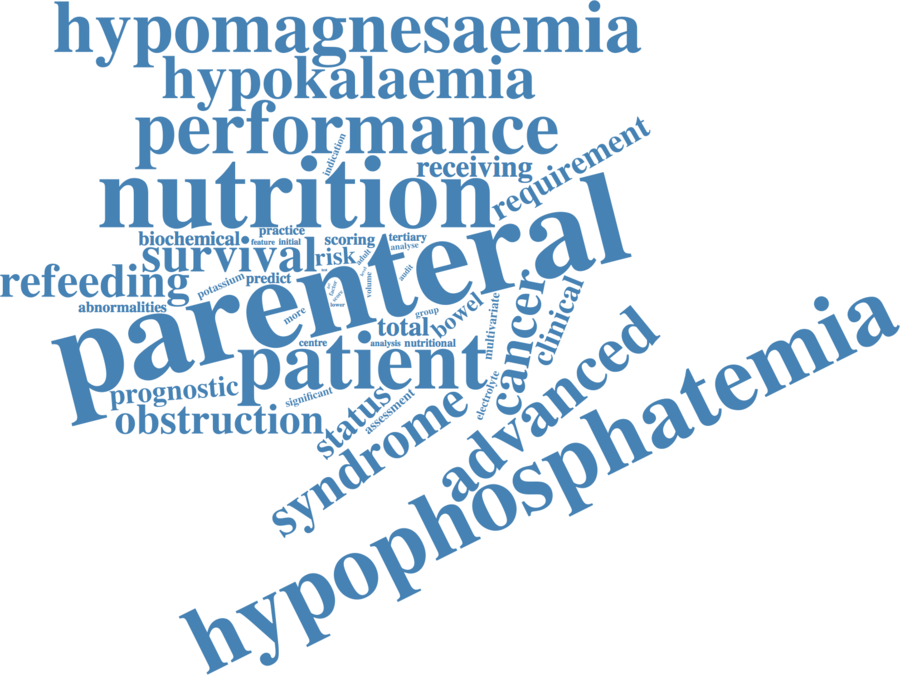 hypomagnesaemia
hypokalaemia
performance
indication
receiving
requirement
nutrition
practice
biochemical
feature
initial
scoring
tertiary
analyse
survival
risk
adult
parenteral
refeeding
potassium
predict
volume
audit
abnormalities
lower
more
group
total
bowel
multivariate
cancer
clinical
centre
analysis
nutritional
patient
prognostic
significant
electrolyte
obstruction
status
assessment
syndrome
advanced
hypophosphatemia